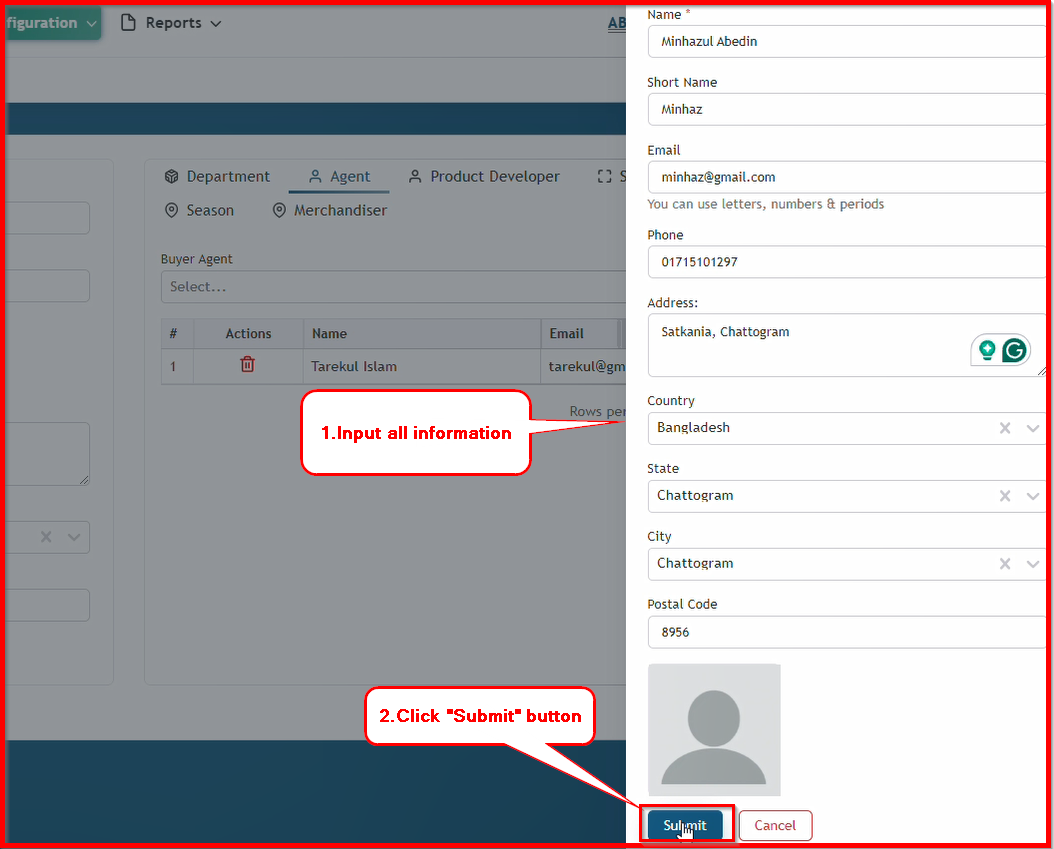 figuration
Reports
AB
Department
Agent
Product Developer
S
Season
Merchandiser
Buyer Agent
Select...
# Actions Name Email
1 Tarekul Islam tarekul@gm
Rows per
1.Input all information
2.Click "Submit" button
Name *
Minhazul Abedin
Short Name
Minhaz
Email
minhaz@gmail.com
You can use letters, numbers & periods
Phone
01715101297
Address:
Satkania, Chattogram
Country
Bangladesh
State
Chattogram
City
Chattogram
Postal Code
8956
Submit
Cancel